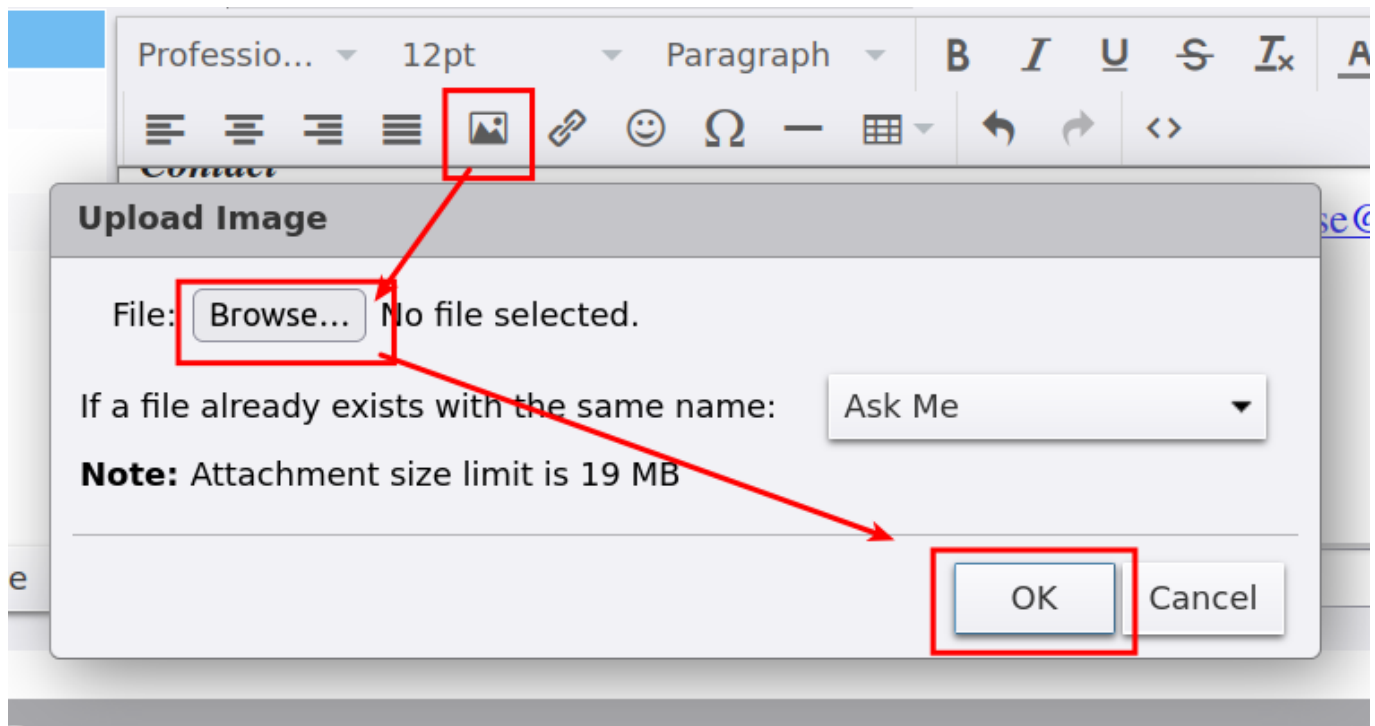 Professio... 12pt Paragraph B I U S Ix A
Ω <>
Contact
Upload Image
se@
File: Browse... No file selected.
If a file already exists with the same name: Ask Me
Note: Attachment size limit is 19 MB
e
OK Cancel